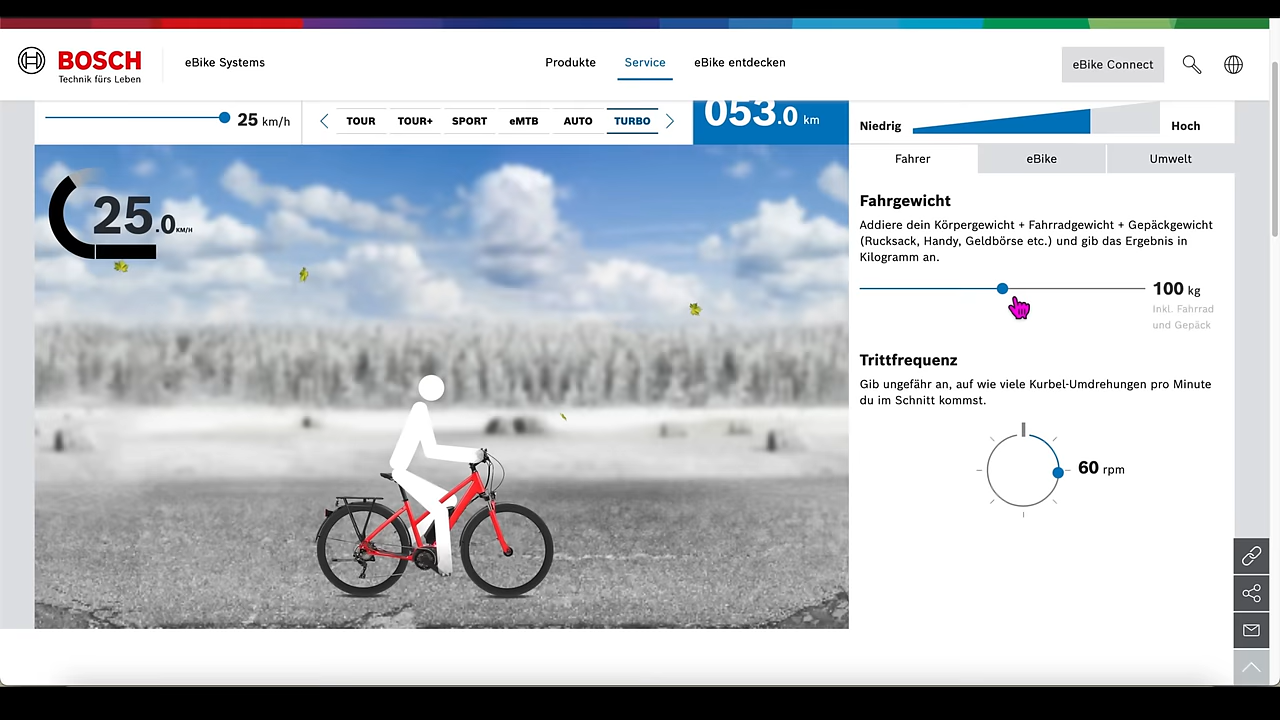 BOSCH
Technik fürs Leben
eBike Systems
Produkte
Service
eBike entdecken
eBike Connect
25 km/h
TOUR
TOUR+
SPORT
eMTB
AUTO
TURBO
053.0 km
Niedrig
Hoch
Fahrer
eBike
Umwelt
25.0 KM/H
Fahrgewicht
Addiere dein Körpergewicht + Fahrradgewicht + Gepäckgewicht
(Rucksack, Handy, Geldbörse etc.) und gib das Ergebnis in
Kilogramm an.
100 kg
Inkl. Fahrrad
und Gepäck
Trittfrequenz
Gib ungefähr an, auf wie viele Kurbel-Umdrehungen pro Minute
du im Schnitt kommst.
60 rpm